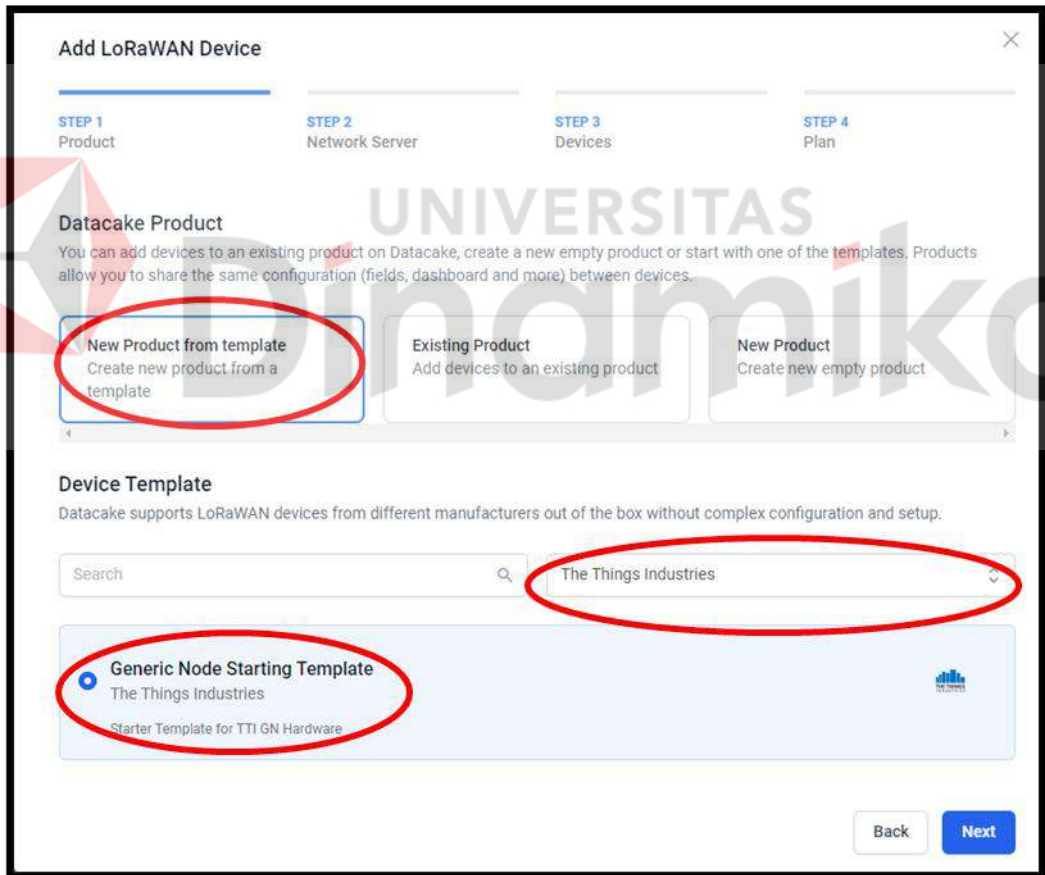 Add LoRaWAN Device
STEP 1
Product
STEP 2
Network Server
STEP 3
Devices
STEP 4
Plan
UNIVERSITAS
Dinamika
Datacake Product
You can add devices to an existing product on Datacake, create a new empty product or start with one of the templates. Products
allow you to share the same configuration (fields, dashboard and more) between devices.
New Product from template
Create new product from a
template
Existing Product
Add devices to an existing product
New Product
Create new empty product
Device Template
Datacake supports LoRaWAN devices from different manufacturers out of the box without complex configuration and setup.
Search
The Things Industries
Generic Node Starting Template
The Things Industries
Starter Template for TTI GN Hardware
THE THINGS
INDUSTRIES
Back
Next